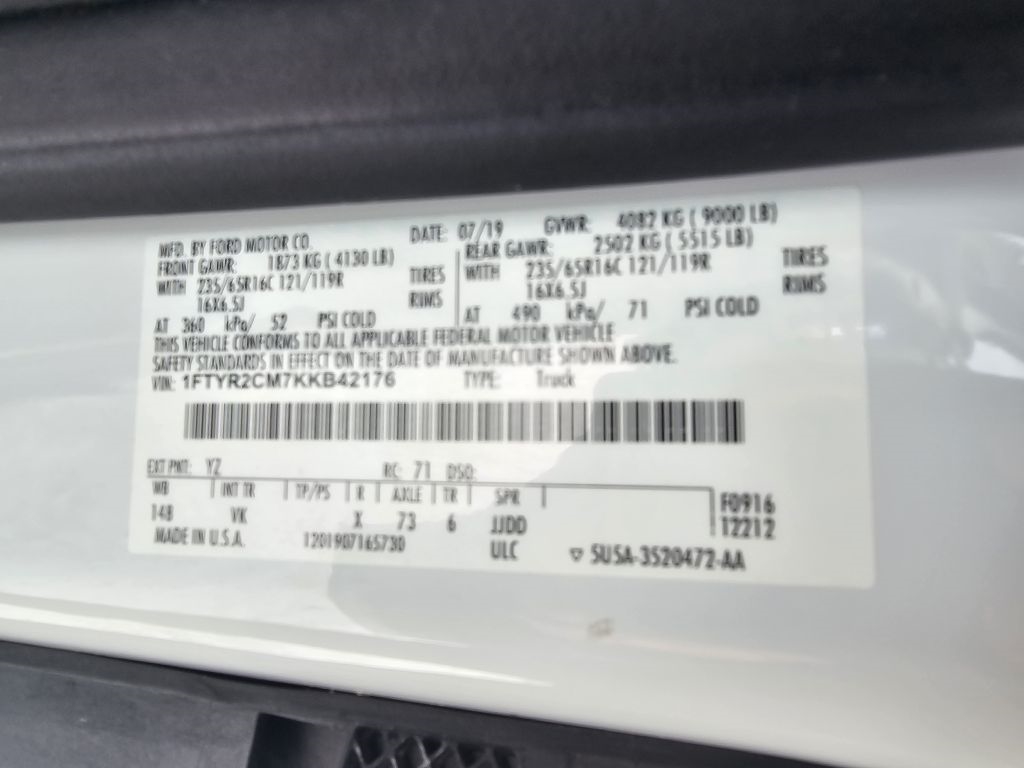 MFD. BY FORD MOTOR CO. DATE: 07/19 GVWR: 4082 KG ( 9000 LB)
FRONT GAWR: 1873 KG ( 4130 LB) REAR GAWR: 2502 KG ( 5515 LB)
WITH 235/65R16C 121/119R TIRES WITH 235/65R16C 121/119R TIRES
16X6.5J RIMS 16X6.5J RIMS
AT 360 kPa/ 52 PSI COLD AT 490 kPa/ 71 PSI COLD
THIS VEHICLE CONFORMS TO ALL APPLICABLE FEDERAL MOTOR VEHICLE
SAFETY STANDARDS IN EFFECT ON THE DATE OF MANUFACTURE SHOWN ABOVE.
VIN: 1FTYR2CM7KKB42176 TYPE: Truck
EXT PNT: YZ RC: 71 DSO:
WB INT TR TP/PS R AXLE TR SPR F0916
148 VK X 73 6 JJDD 12212
MADE IN U.S.A. 1201907165730 ULC ▽ 5U5A-3520472-AA